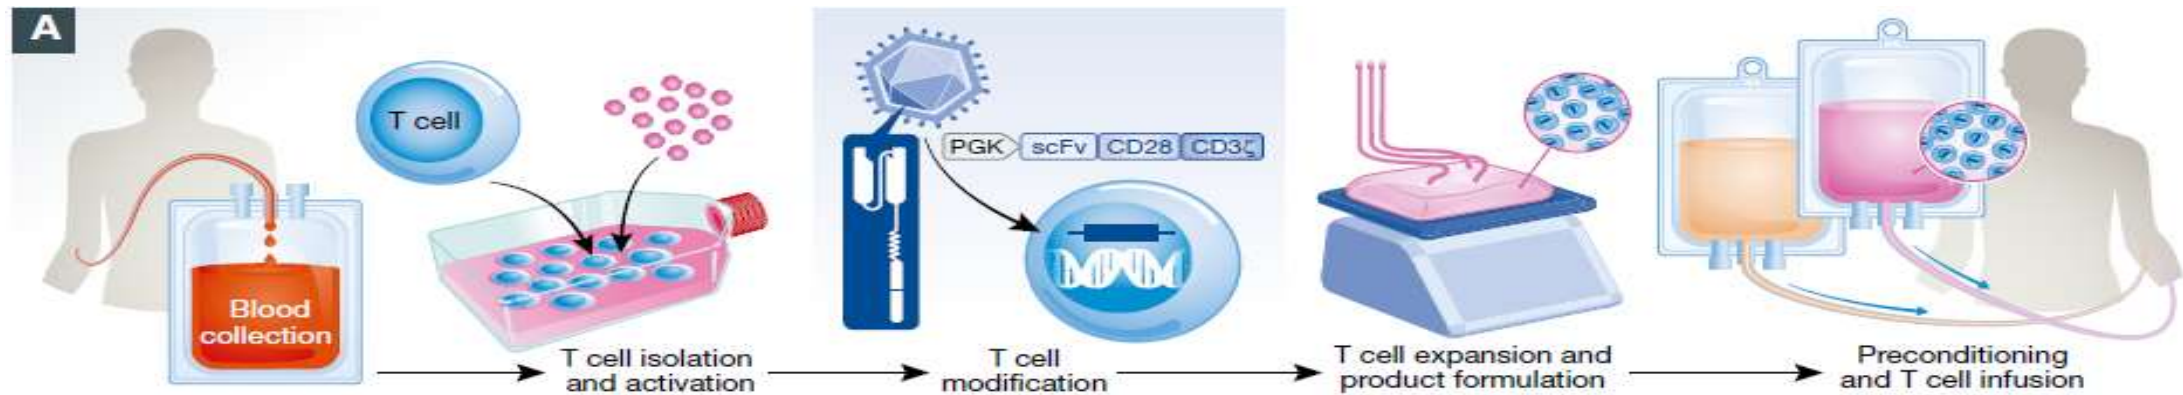 A
T cell
PGK scFv CD28 CD3ζ
Blood
collection
T cell isolation
and activation
T cell
modification
T cell expansion and
product formulation
Preconditioning
and T cell infusion